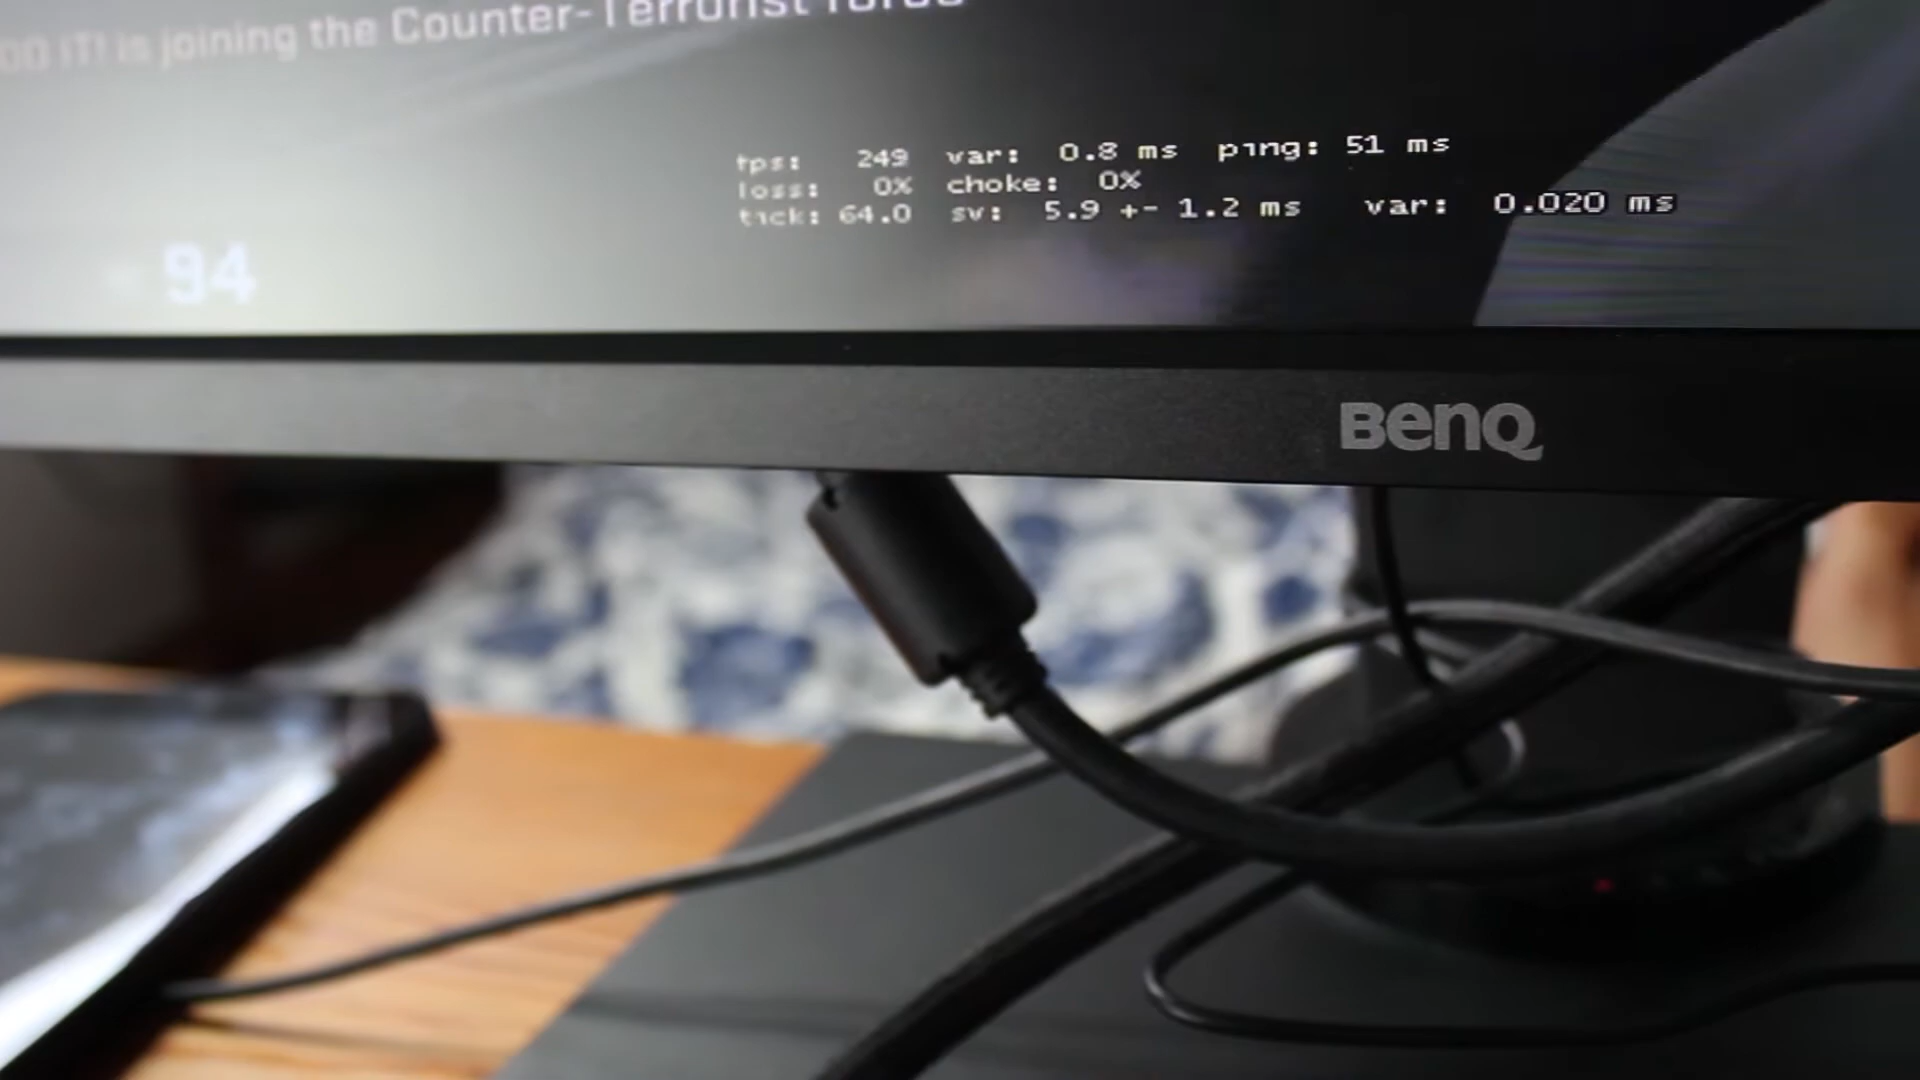 is joining the Counter-Terrorist Force
fps: 249 var: 0.8 ms ping: 51 ms
loss: 0% choke: 0%
tick: 64.0 sv: 5.9 +- 1.2 ms var: 0.020 ms
94
BenQ